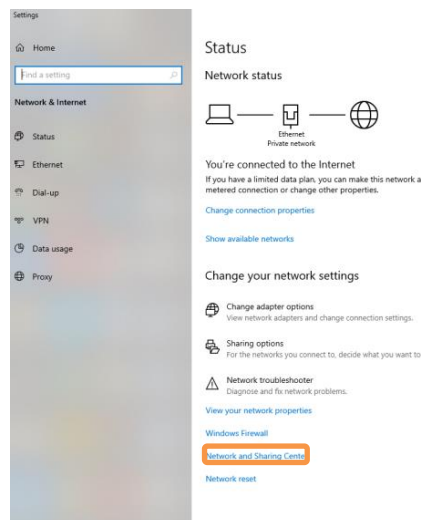 Settings
Home
Find a setting
Network & Internet
Status
Ethernet
Dial-up
VPN
Data usage
Proxy
Status
Network status
Ethernet
Private network
You're connected to the Internet
If you have a limited data plan, you can make this network a
metered connection or change other properties.
Change connection properties
Show available networks
Change your network settings
Change adapter options
View network adapters and change connection settings.
Sharing options
For the networks you connect to, decide what you want to
Network troubleshooter
Diagnose and fix network problems.
View your network properties
Windows Firewall
Network and Sharing Cente
Network reset